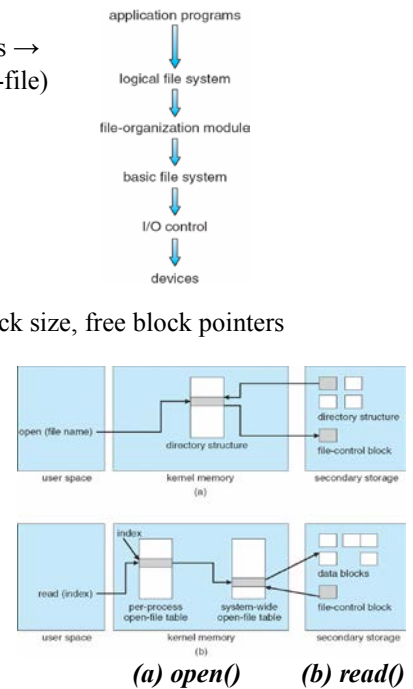 application programs
s →
logical file system
-file)
file-organization module
basic file system
I/O control
devices
ck size, free block pointers
open (file name)
directory structure
directory structure
file-control block
user space
kernel memory
secondary storage
(a)
index
read (index)
data blocks
per-process
open-file table
system-wide
open-file table
file-control block
user space
kernel memory
secondary storage
(b)
(a) open() (b) read()